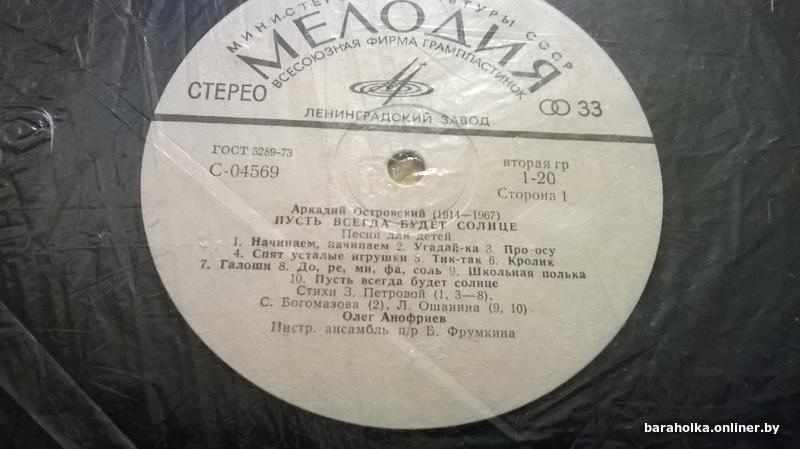 МИНИСТЕРСТВО КУЛЬТУРЫ СССР
МЕЛОДИЯ
ВСЕСОЮЗНАЯ ФИРМА ГРАМПЛАСТИНОК
СТЕРЕО
33
ЛЕНИНГРАДСКИЙ ЗАВОД
ГОСТ 5289-73
С-04569
вторая гр
1-20
Сторона 1
Аркадий Островский (1914—1967)
ПУСТЬ ВСЕГДА БУДЕТ СОЛНЦЕ
Песни для детей
1. Начинаем, начинаем 2. Угадай-ка 3. Про осу
4. Спят усталые игрушки 5. Тик-так 6. Кролик
7. Галоши 8. До, ре, ми, фа, соль 9. Школьная полька
10. Пусть всегда будет солнце
Стихи З. Петровой (1, 3—8),
С. Богомазова (2), Л. Ошанина (9, 10)
Олег Анофриев
Инстр. ансамбль п/р Б. Фрумкина
baraholka.onliner.by